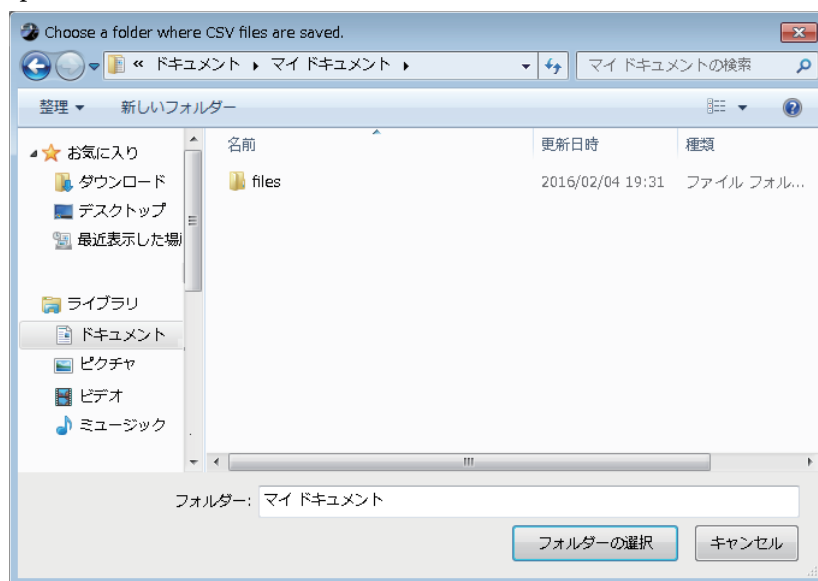 Choose a folder where CSV files are saved.
« ドキュメント ▸ マイ ドキュメント ▸ マイ ドキュメントの検索
整理 ▼ 新しいフォルダー
お気に入り
ダウンロード
デスクトップ
最近表示した場
ライブラリ
ドキュメント
ピクチャ
ビデオ
ミュージック
名前 更新日時 種類
files 2016/02/04 19:31 ファイル フォル...
フォルダー: マイ ドキュメント
フォルダーの選択 キャンセル